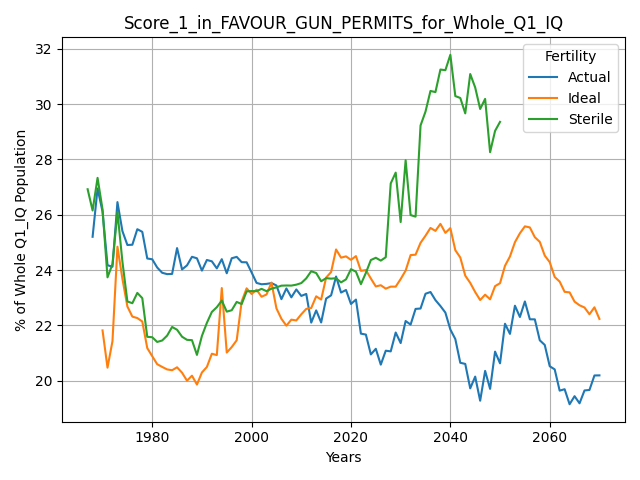 Score_1_in_FAVOUR_GUN_PERMITS_for_Whole_Q1_IQ
% of Whole Q1_IQ Population
32
30
28
26
24
22
20
Fertility
Actual
Ideal
Sterile
1980
2000
2020
2040
2060
Years